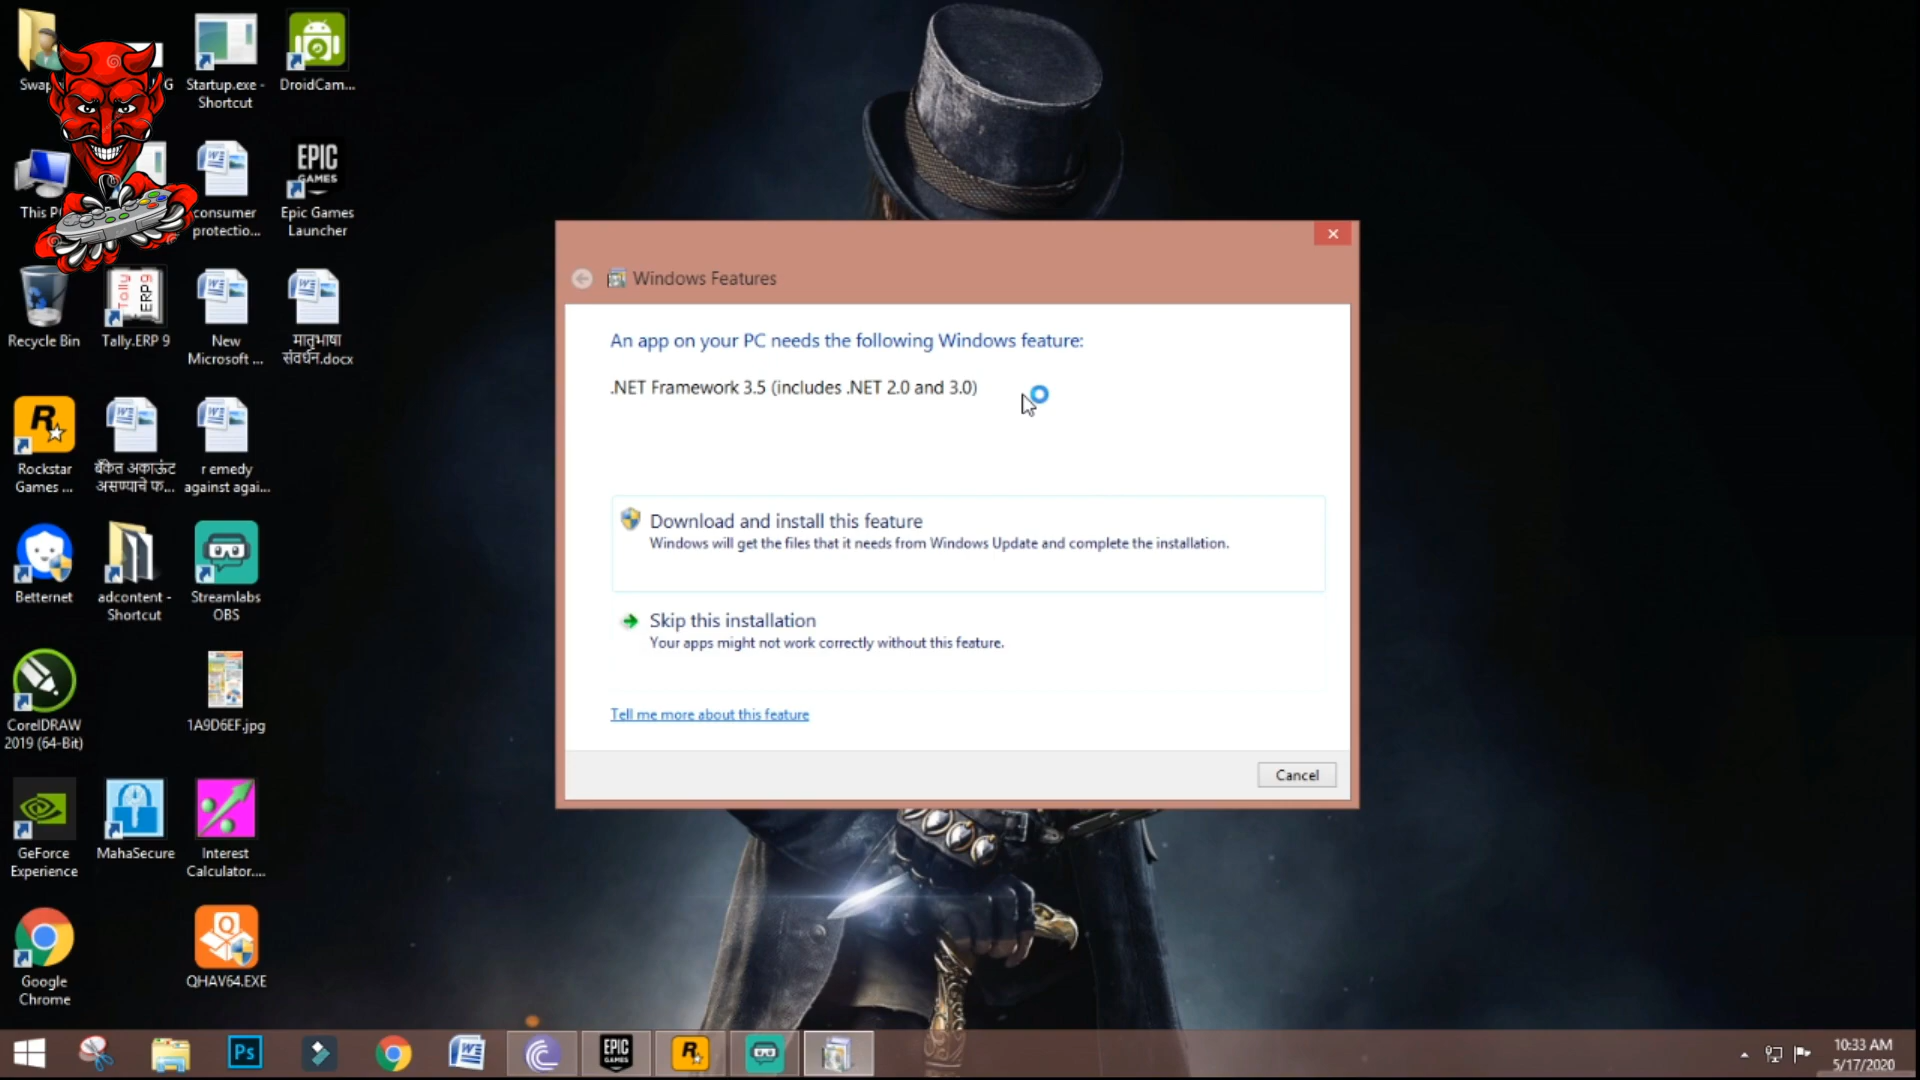 Swap
G
Startup.exe -
Shortcut
DroidCam...
This P
consumer
protectio...
EPIC
GAMES
Epic Games
Launcher
Recycle Bin
Tally
ERP9
Tally.ERP 9
New
Microsoft ...
मातृभाषा
संवर्धन.docx
Rockstar
Games ...
बँकेत अकाऊंट
असण्याचे फ...
r emedy
against agai...
Betternet
adcontent -
Shortcut
Streamlabs
OBS
CorelDRAW
2019 (64-Bit)
1A9D6EF.jpg
GeForce
Experience
MahaSecure
Interest
Calculator....
Google
Chrome
QHAV64.EXE
Windows Features
An app on your PC needs the following Windows feature:
.NET Framework 3.5 (includes .NET 2.0 and 3.0)
Download and install this feature
Windows will get the files that it needs from Windows Update and complete the installation.
Skip this installation
Your apps might not work correctly without this feature.
Tell me more about this feature
Cancel
Ps
EPIC
GAMES
R
10:33 AM
5/17/2020